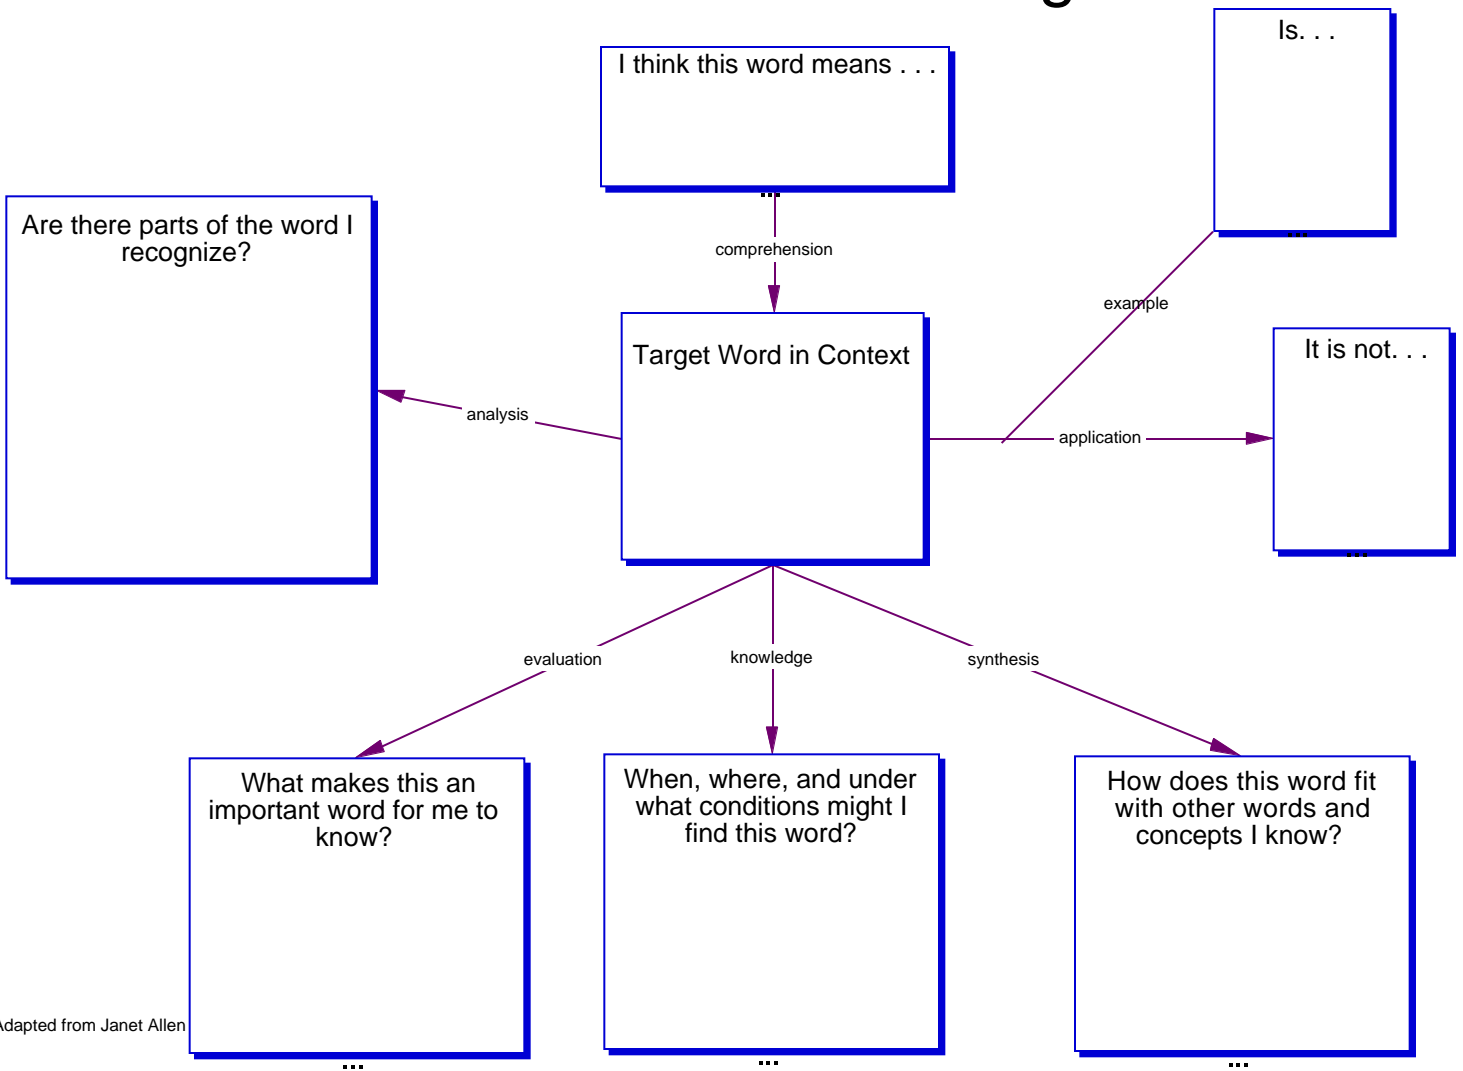 Is. . .
I think this word means . . .
Are there parts of the word I
recognize?
comprehension
example
Target Word in Context
It is not. . .
analysis
application
evaluation
knowledge
synthesis
What makes this an
important word for me to
know?
When, where, and under
what conditions might I
find this word?
How does this word fit
with other words and
concepts I know?
Adapted from Janet Allen